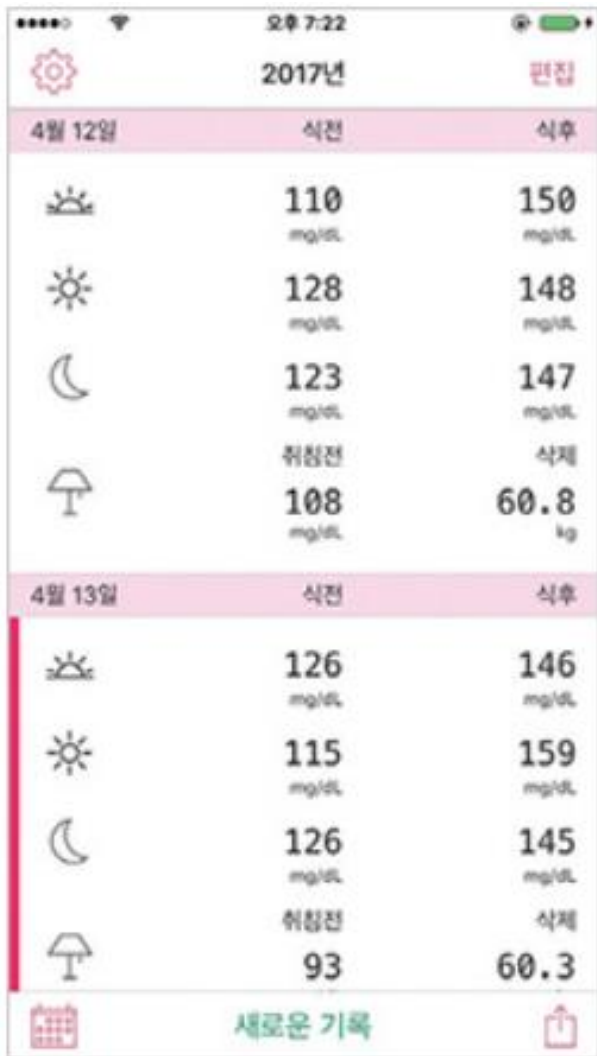 오후 7:22
2017년 편집
4월 12일 식전 식후
110 150
mg/dL mg/dL
128 148
mg/dL mg/dL
123 147
mg/dL mg/dL
취침전 삭제
108 60.8
mg/dL kg
4월 13일 식전 식후
126 146
mg/dL mg/dL
115 159
mg/dL mg/dL
126 145
mg/dL mg/dL
취침전 삭제
93 60.3
새로운 기록